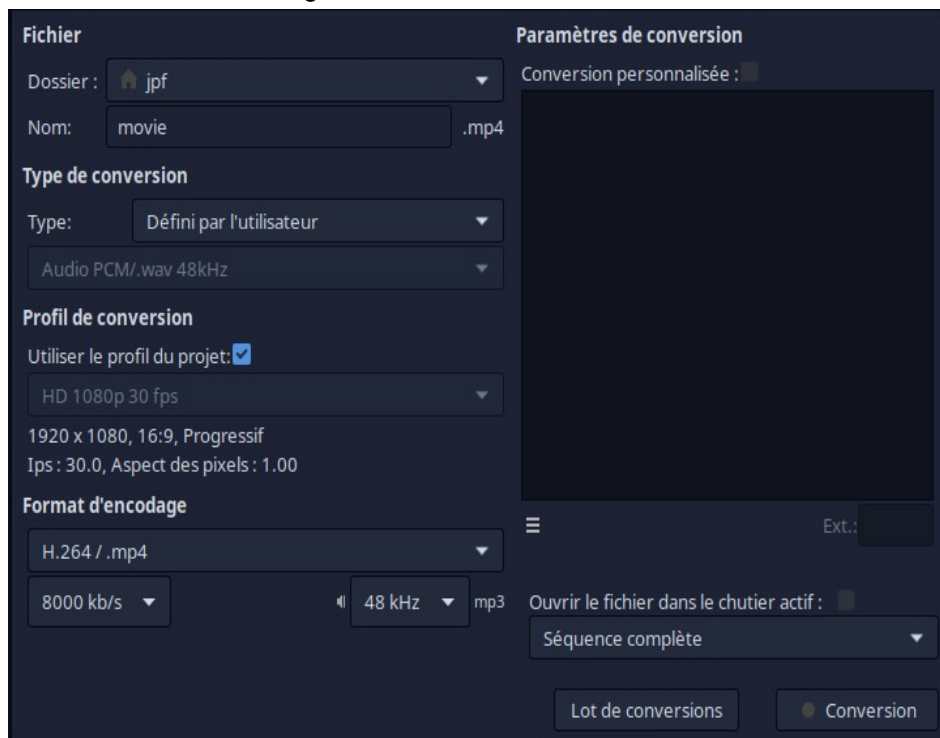 Fichier
Dossier : jpf
Nom: movie .mp4
Type de conversion
Type: Défini par l'utilisateur
Audio PCM/.wav 48kHz
Profil de conversion
Utiliser le profil du projet:
HD 1080p 30 fps
1920 x 1080, 16:9, Progressif
Ips : 30.0, Aspect des pixels : 1.00
Format d'encodage
H.264 / .mp4
8000 kb/s 48 kHz mp3
Paramètres de conversion
Conversion personnalisée :
Ext.:
Ouvrir le fichier dans le chutier actif :
Séquence complète
Lot de conversions Conversion